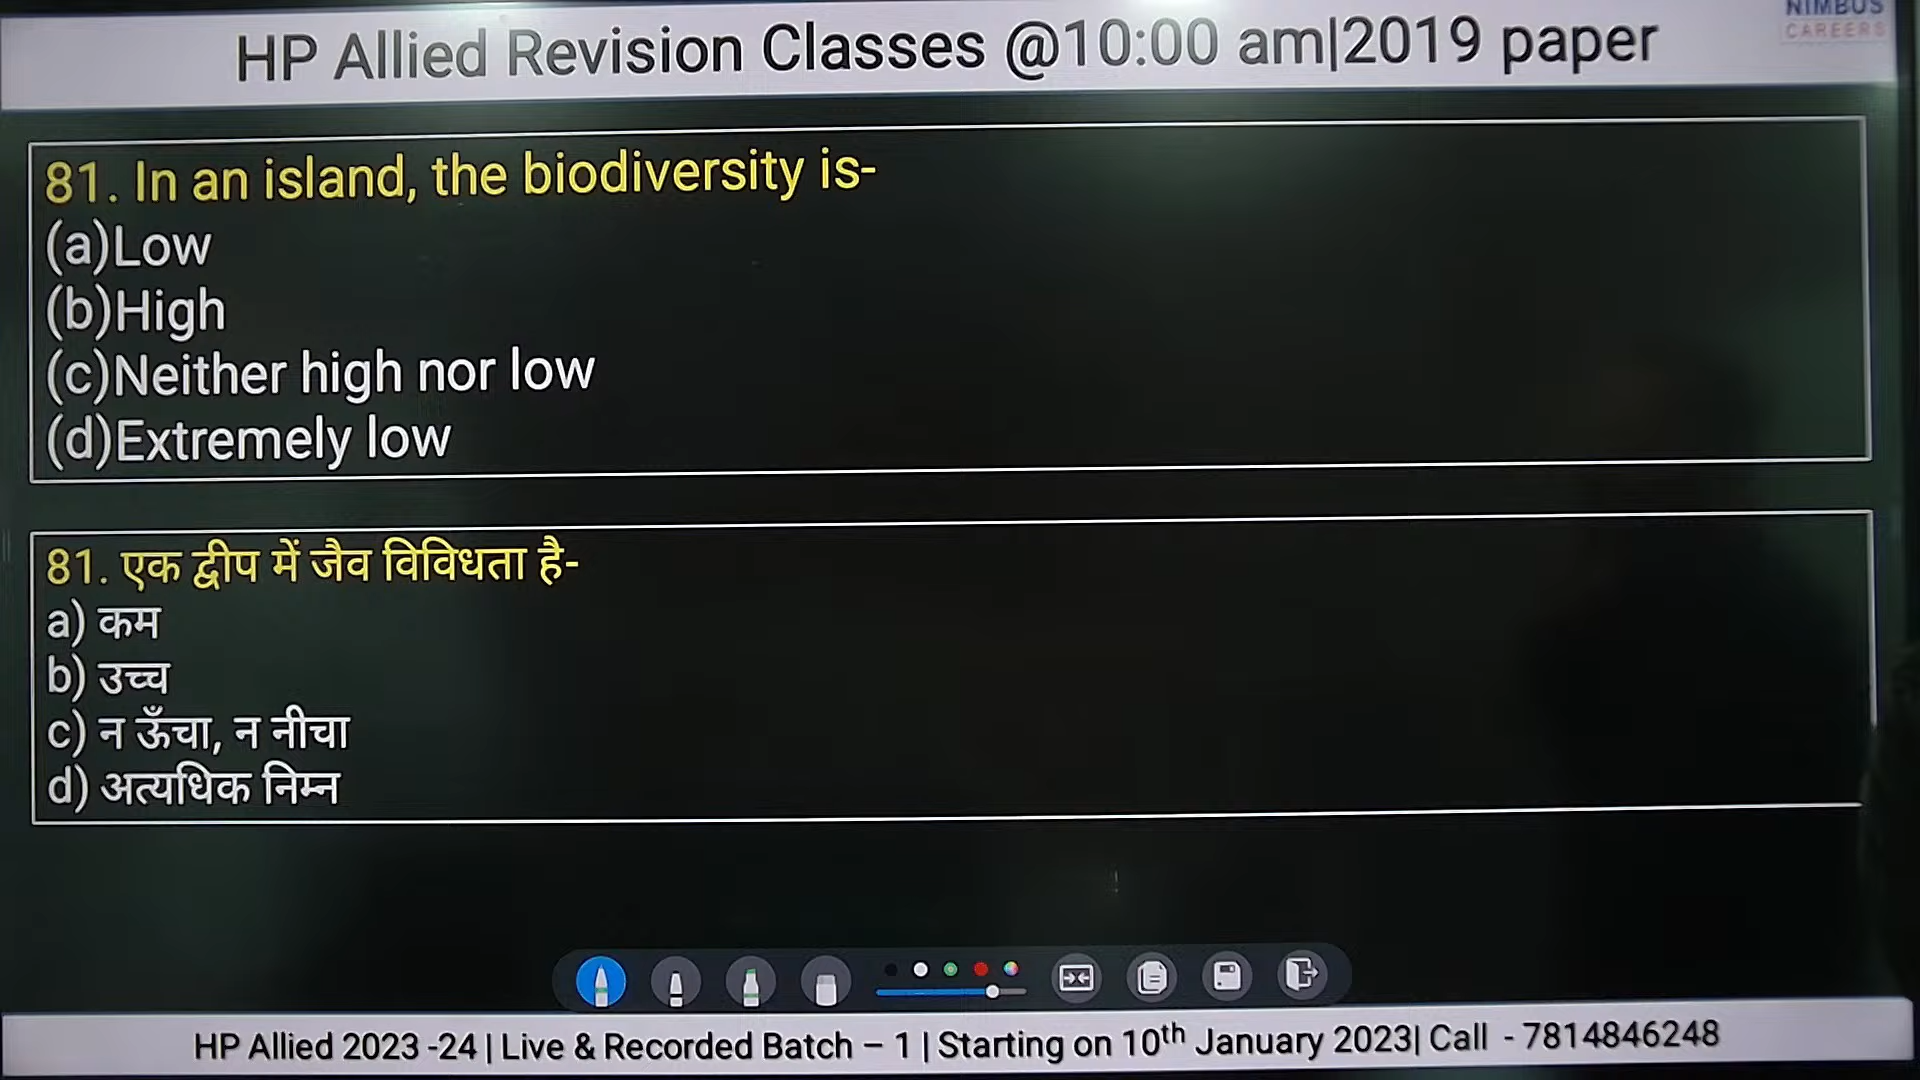 HP Allied Revision Classes @10:00 am|2019 paper
NIMBUS
CAREERS
81. In an island, the biodiversity is-
(a)Low
(b)High
(c)Neither high nor low
(d)Extremely low
81. एक द्वीप में जैव विविधता है-
a) कम
b) उच्च
c) न ऊँचा, न नीचा
d) अत्यधिक निम्न
HP Allied 2023 -24 | Live & Recorded Batch – 1 | Starting on 10th January 2023| Call - 7814846248